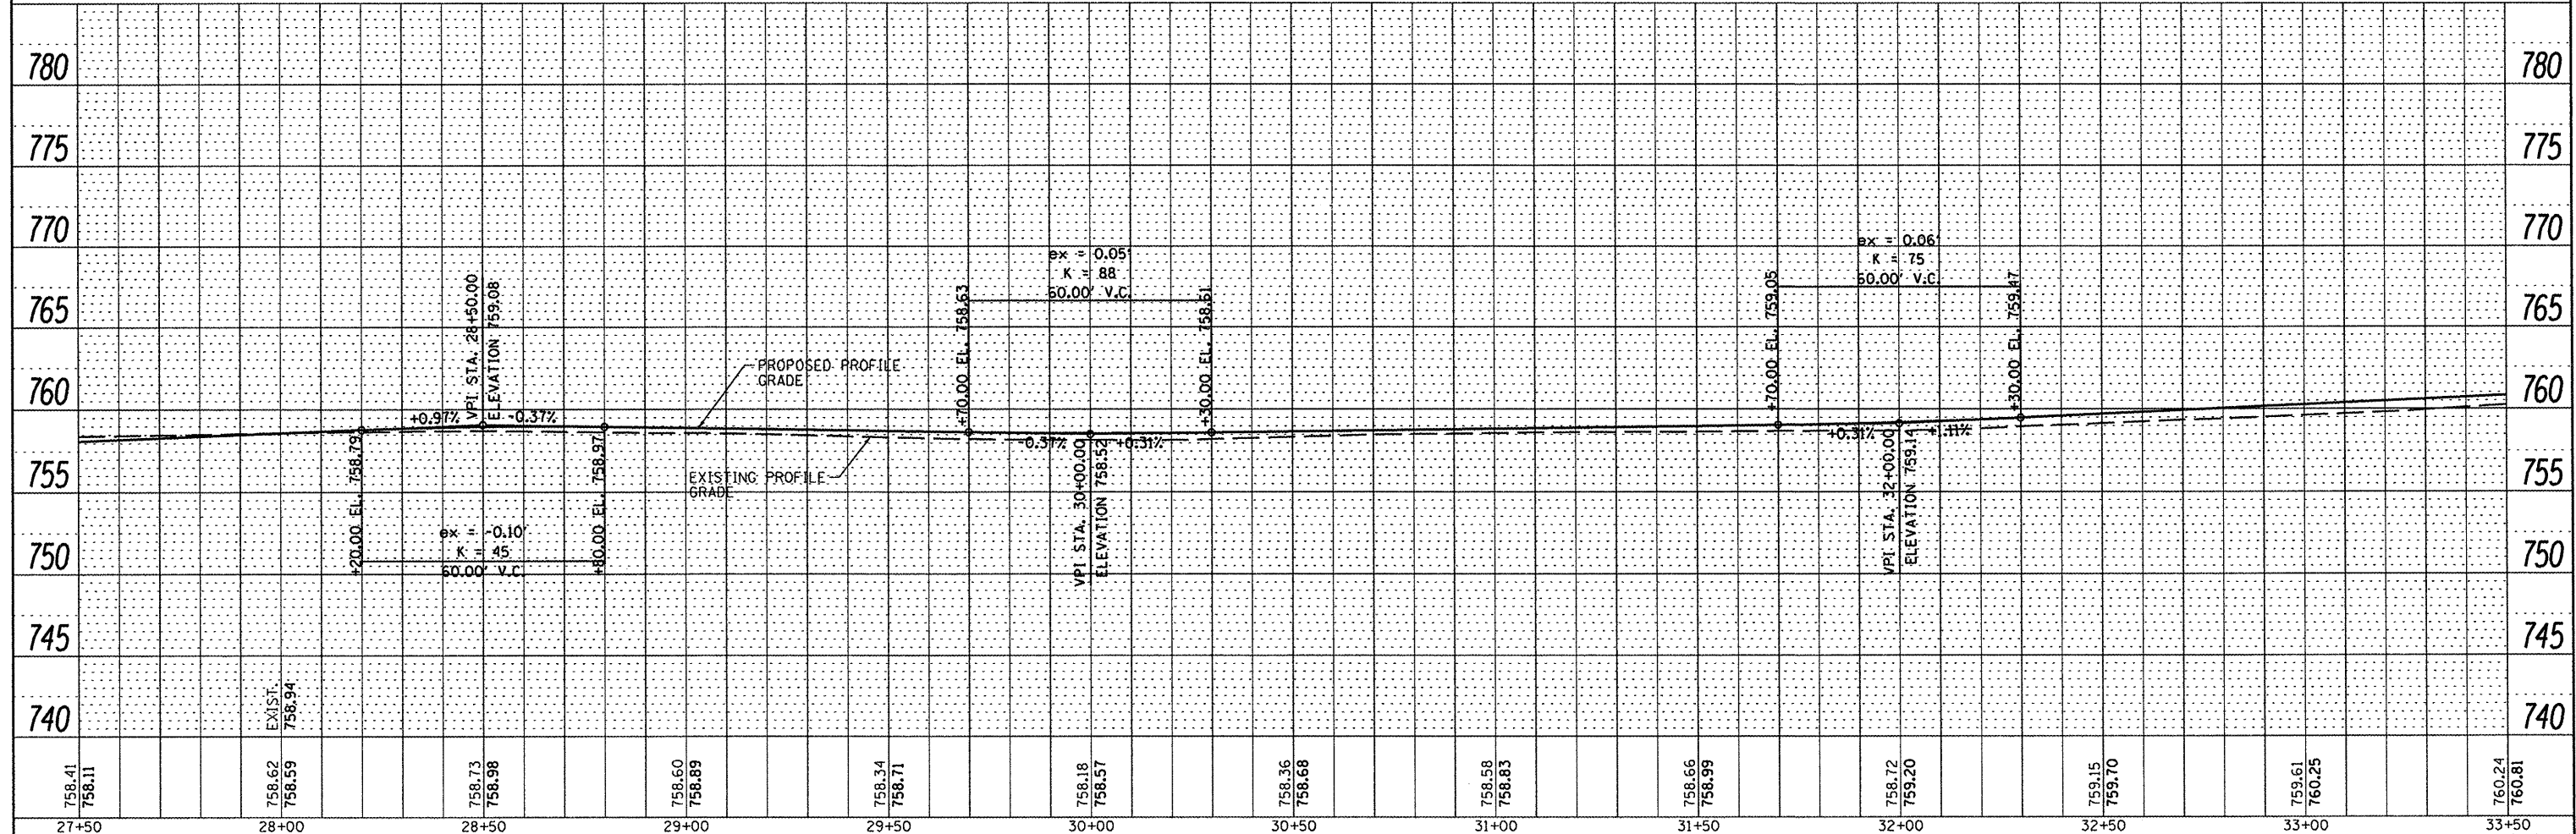 780
780
775
775
770
770
765
765
760
760
755
755
750
750
745
745
740
740
ex = 0.05'
K = 88
60.00' V.C.
ex = 0.06'
K = 75
60.00' V.C.
VPI STA. 28+50.00
ELEVATION 759.08
+70.00 EL. 758.63
+30.00 EL. 758.61
+70.00 EL. 759.05
+30.00 EL. 759.47
PROPOSED PROFILE
GRADE
+0.97%
-0.37%
-0.37%
+0.31%
+0.31%
+1.11%
EXISTING PROFILE
GRADE
+20.00 EL. 758.79
+80.00 EL. 758.97
VPI STA. 30+00.00
ELEVATION 758.52
VPI STA. 32+00.00
ELEVATION 759.14
ex = -0.10'
K = 45
60.00' V.C.
EXIST.
758.94
758.41
758.11
758.62
758.59
758.73
758.98
758.60
758.89
758.34
758.71
758.18
758.57
758.36
758.68
758.58
758.83
758.66
758.99
758.72
759.20
759.15
759.70
759.61
760.25
760.24
760.81
27+50
28+00
28+50
29+00
29+50
30+00
30+50
31+00
31+50
32+00
32+50
33+00
33+50